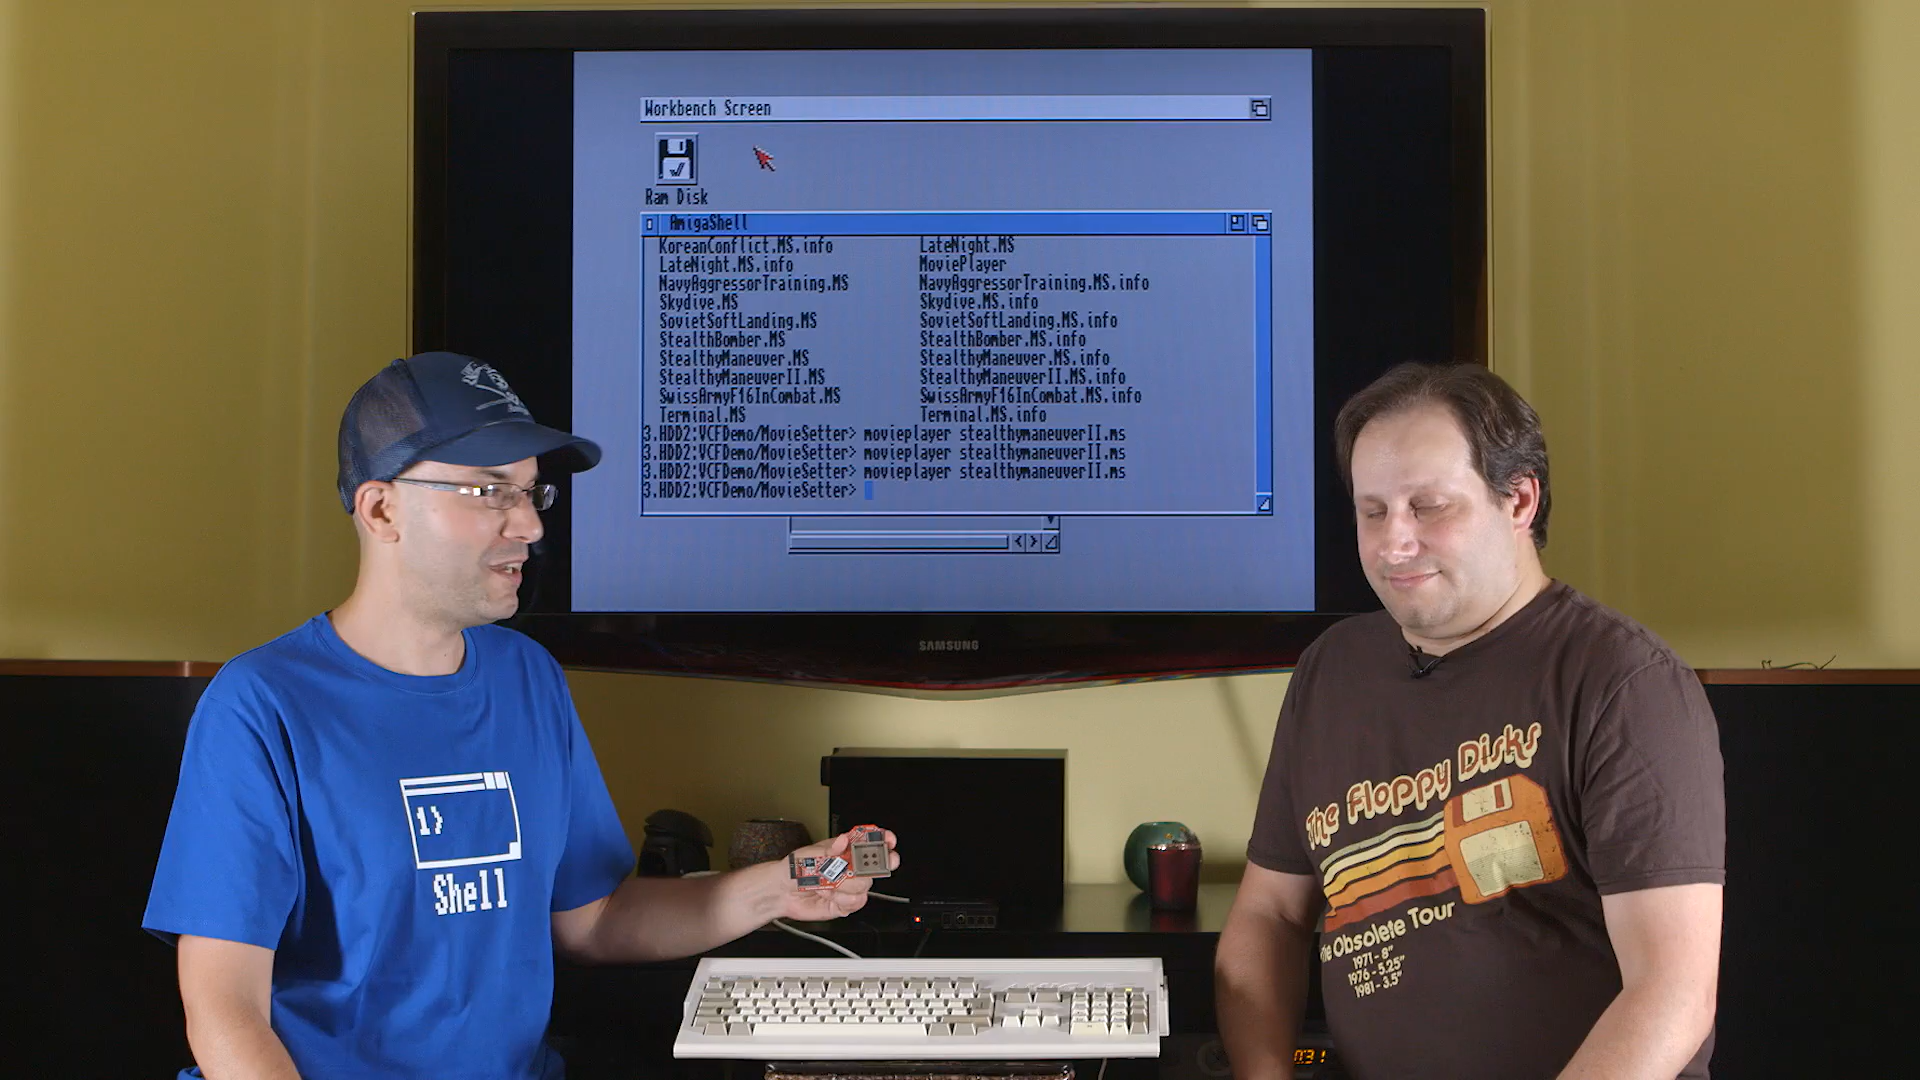 Workbench Screen
Ram Disk
AmigaShell
KoreanConflict.MS.info LateNight.MS
LateNight.MS.info MoviePlayer
NavyAggressorTraining.MS NavyAggressorTraining.MS.info
Skydive.MS Skydive.MS.info
SovietSoftLanding.MS SovietSoftLanding.MS.info
StealthBomber.MS StealthBomber.MS.info
StealthyManeuver.MS StealthyManeuver.MS.info
StealthyManeuverII.MS StealthyManeuverII.MS.info
SwissArmyF16InCombat.MS SwissArmyF16InCombat.MS.info
Terminal.MS Terminal.MS.info
3.HDD2:VCFDemo/MovieSetter> movieplayer stealthymaneuverII.ms
3.HDD2:VCFDemo/MovieSetter> movieplayer stealthymaneuverII.ms
3.HDD2:VCFDemo/MovieSetter> movieplayer stealthymaneuverII.ms
3.HDD2:VCFDemo/MovieSetter>
SAMSUNG
1>
Shell
The Floppy Disks
The Obsolete Tour
1971 - 8"
1976 - 5.25"
1981 - 3.5"
0:31